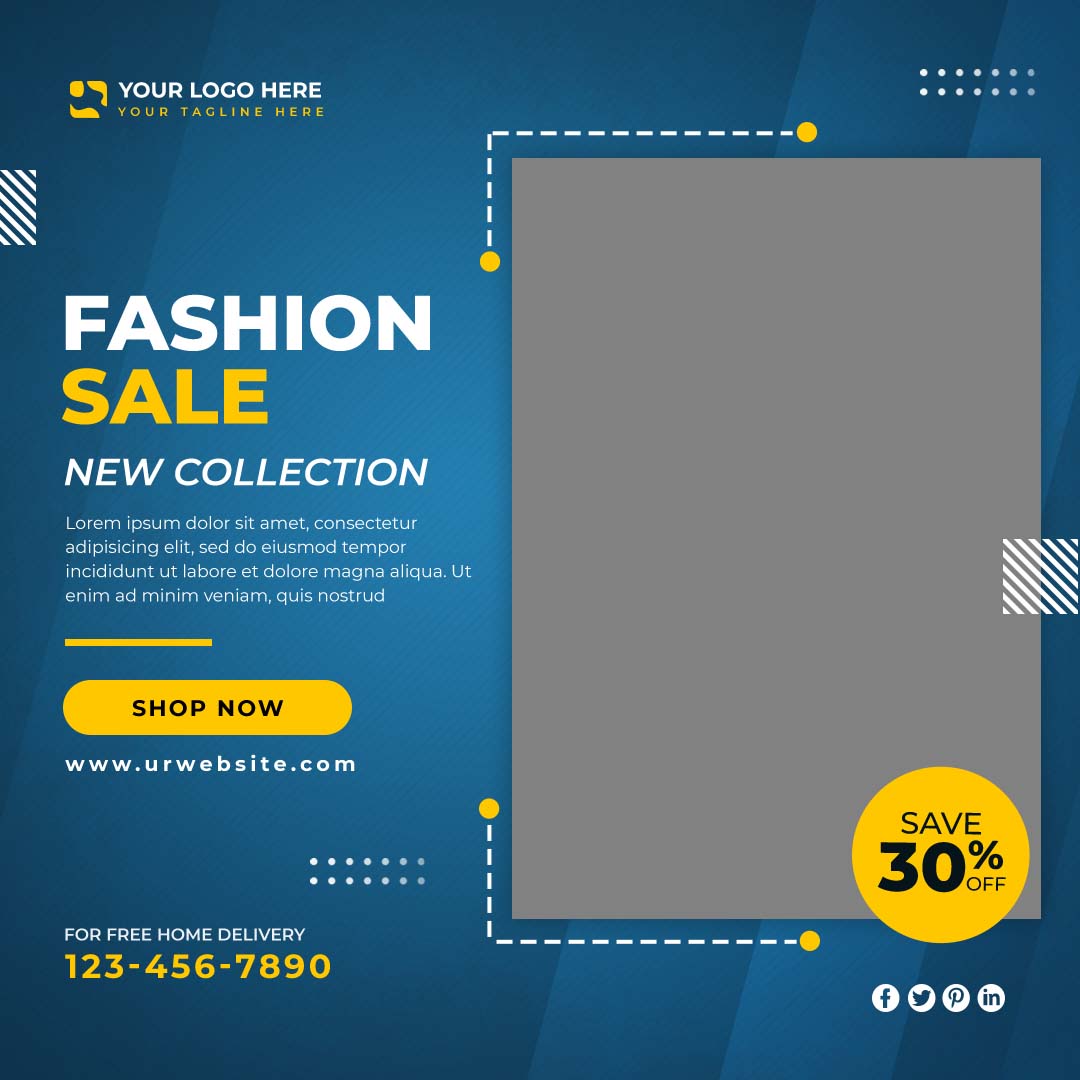 YOUR LOGO HERE
YOUR TAGLINE HERE
FASHION
SALE
NEW COLLECTION
Lorem ipsum dolor sit amet, consectetur
adipisicing elit, sed do eiusmod tempor
incididunt ut labore et dolore magna aliqua. Ut
enim ad minim veniam, quis nostrud
SHOP NOW
www.urwebsite.com
SAVE
30%
OFF
FOR FREE HOME DELIVERY
123-456-7890